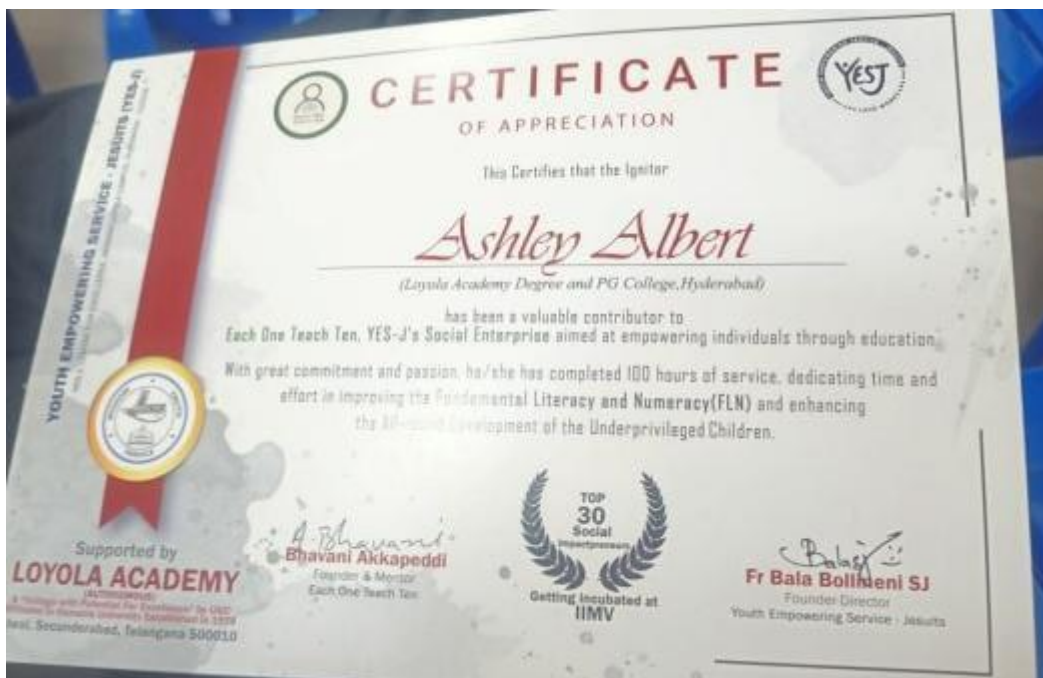 CERTIFICATE
OF APPRECIATION
YESJ
This Certifies that the Ignitor
Ashley Albert
(Loyola Academy Degree and PG College,Hyderabad)
has been a valuable contributor to
Each One Teach Ten, YES-J's Social Enterprise aimed at empowering individuals through education.
With great commitment and passion, he/she has completed 100 hours of service, dedicating time and
effort in improving the Fundamental Literacy and Numeracy(FLN) and enhancing
the All-round Development of the Underprivileged Children.
YOUTH EMPOWERING SERVICE - JESUITS (YES-J)
Supported by
LOYOLA ACADEMY
(AUTONOMOUS)
Secunderabad, Telangana 500010
A. Bhavani
Bhavani Akkapeddi
Founder & Mentor
Each One Teach Ten
TOP
30
Social
Impactpreneurs
Getting Incubated at
IIMV
Fr Bala Bollineni SJ
Founder Director
Youth Empowering Service - Jesuits